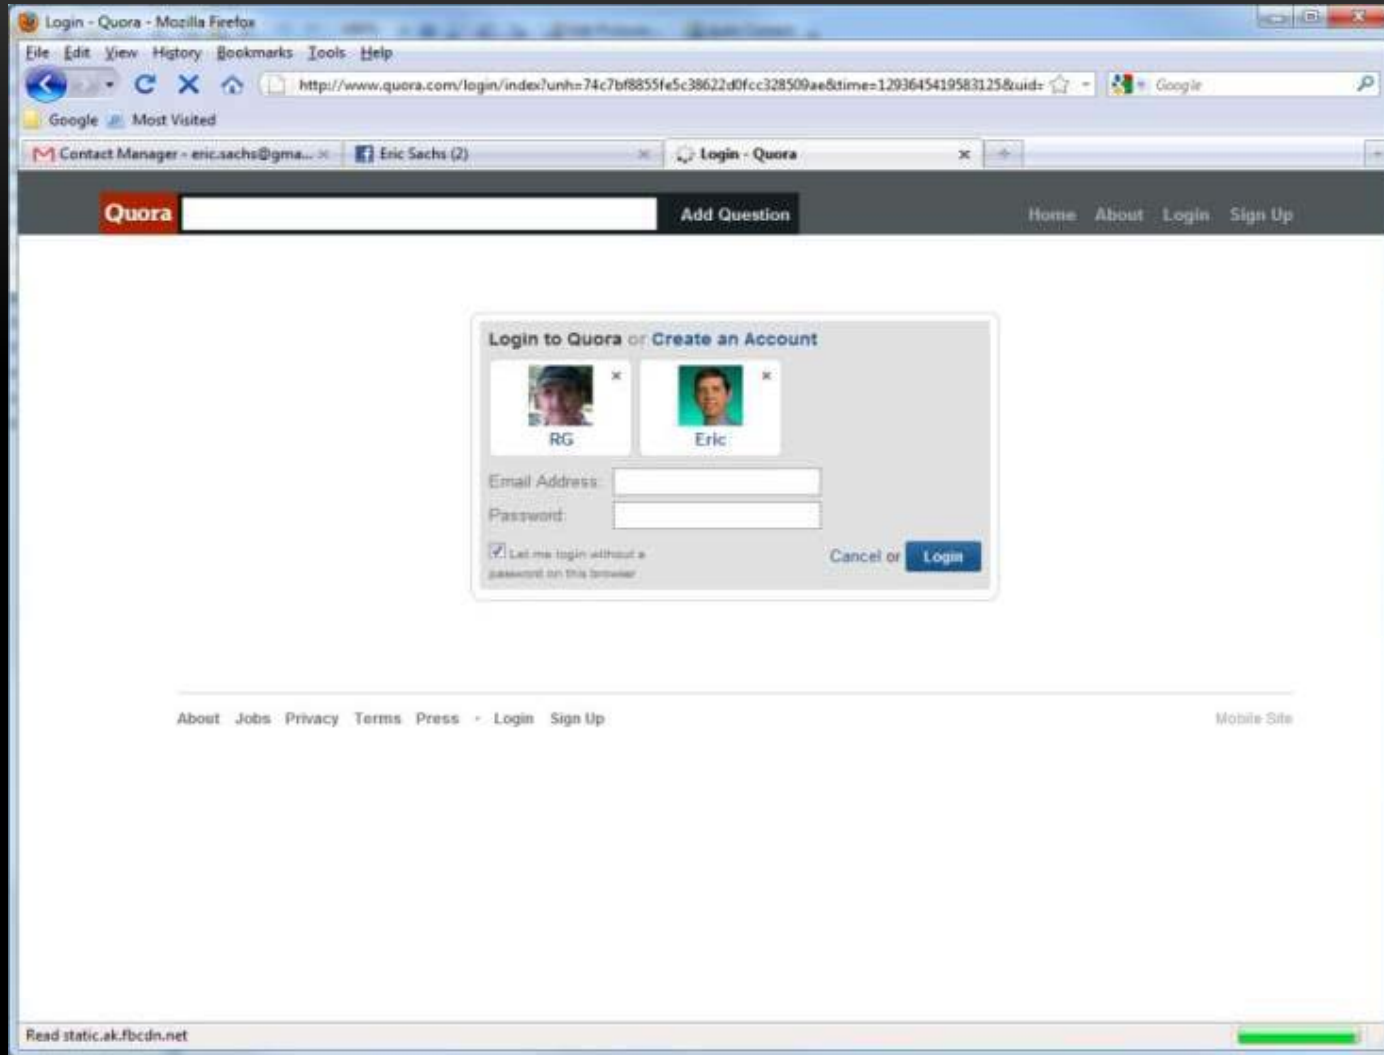 Login - Quora - Mozilla Firefox
File Edit View History Bookmarks Tools Help
http://www.quora.com/login/index?unh=74c7bf8855fe5c38622d0fcc328509ae&time=1293645419583125&uid= Google
Google Most Visited
Contact Manager - eric.sachs@gma... Eric Sachs (2) Login - Quora
Quora Add Question Home About Login Sign Up
Login to Quora or Create an Account
RG Eric
Email Address:
Password:
Let me login without a
password on this browser
Cancel or Login
About Jobs Privacy Terms Press · Login Sign Up Mobile Site
Read static.ak.fbcdn.net